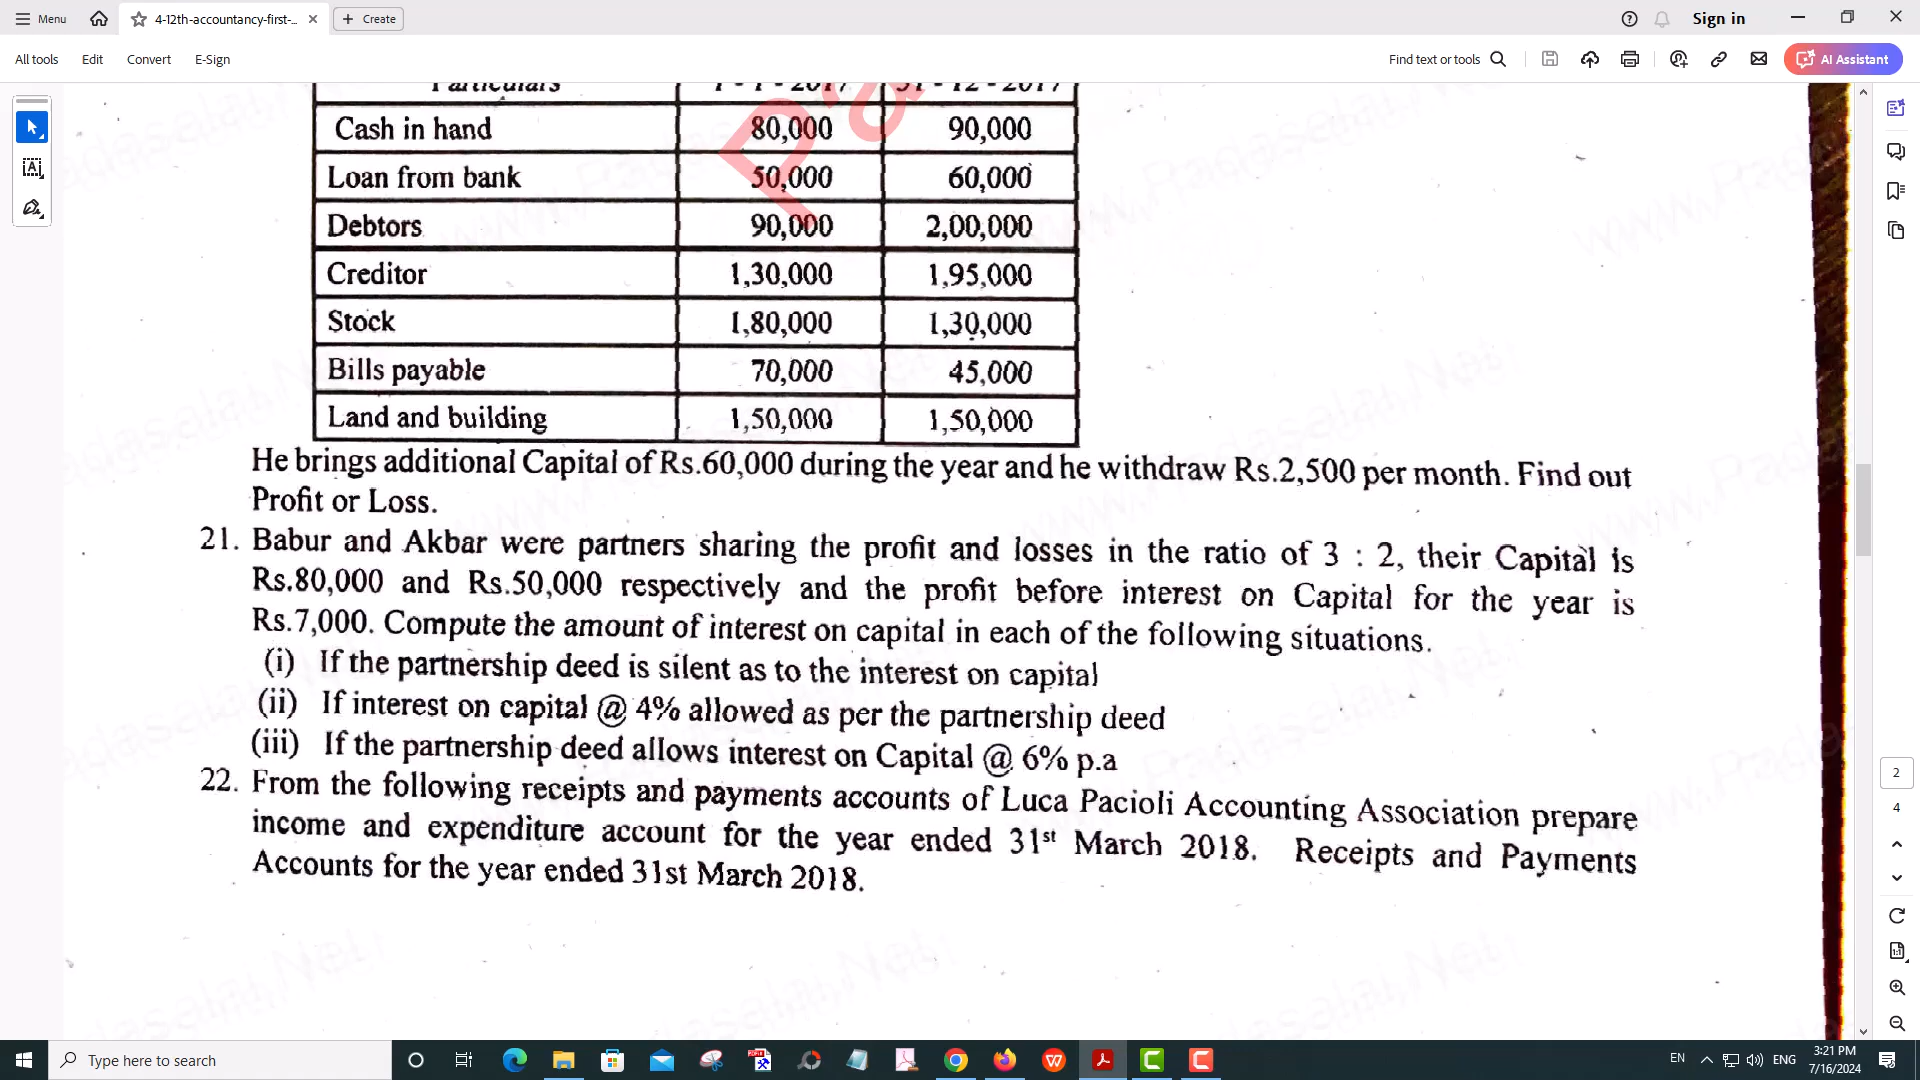 Menu
4-12th-accountancy-first-...
Create
Sign in
All tools Edit Convert E-Sign
Find text or tools
AI Assistant
Particulars 1 - 1 - 2017 31 - 12 - 2017
Cash in hand 80,000 90,000
Loan from bank 50,000 60,000
Debtors 90,000 2,00,000
Creditor 1,30,000 1,95,000
Stock 1,80,000 1,30,000
Bills payable 70,000 45,000
Land and building 1,50,000 1,50,000
He brings additional Capital of Rs.60,000 during the year and he withdraw Rs.2,500 per month. Find out
Profit or Loss.
21. Babur and Akbar were partners sharing the profit and losses in the ratio of 3 : 2, their Capital is
Rs.80,000 and Rs.50,000 respectively and the profit before interest on Capital for the year is
Rs.7,000. Compute the amount of interest on capital in each of the following situations.
(i) If the partnership deed is silent as to the interest on capital
(ii) If interest on capital @ 4% allowed as per the partnership deed
(iii) If the partnership deed allows interest on Capital @ 6% p.a
22. From the following receipts and payments accounts of Luca Pacioli Accounting Association prepare
income and expenditure account for the year ended 31st March 2018. Receipts and Payments
Accounts for the year ended 31st March 2018.
2
4
Type here to search
EN
ENG
3:21 PM
7/16/2024